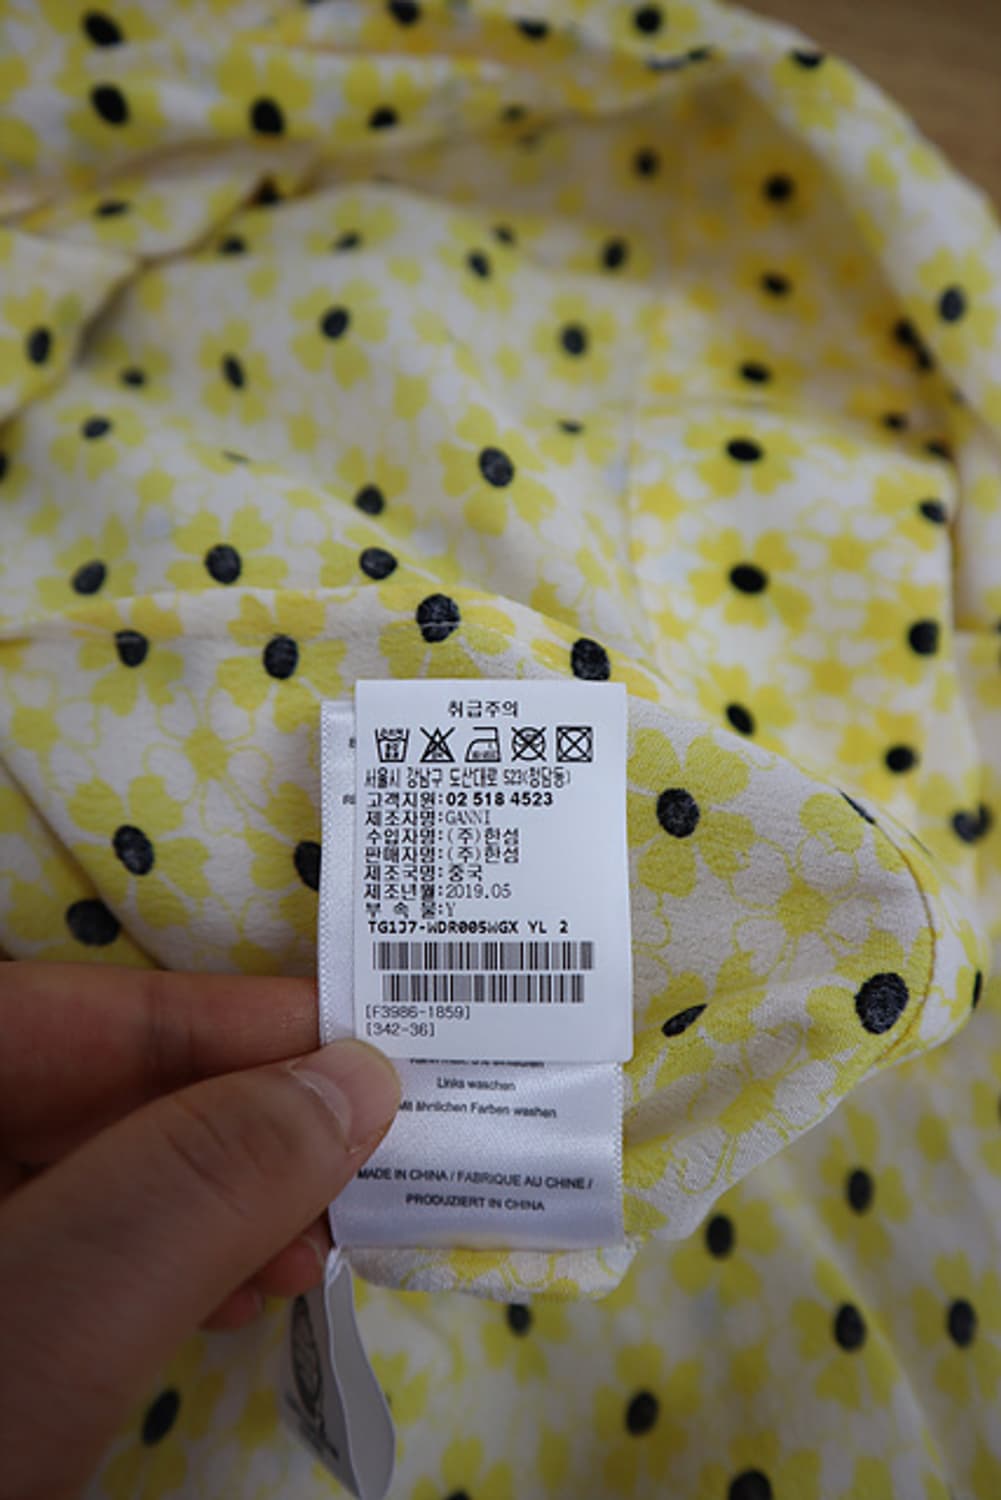 취급주의
서울시 강남구 도산대로 523(청담동)
고객지원:02 518 4523
제조자명:GANNI
수입자명:(주)한섬
판매자명:(주)한섬
제조국명:중국
제조년월:2019.05
부 속 물:Y
TG1J7-WDR005WGX YL 2
[F3986-1859]
[342-36]
Links waschen
Mit ähnlichen Farben washen
MADE IN CHINA / FABRIQUE AU CHINE /
PRODUZIERT IN CHINA